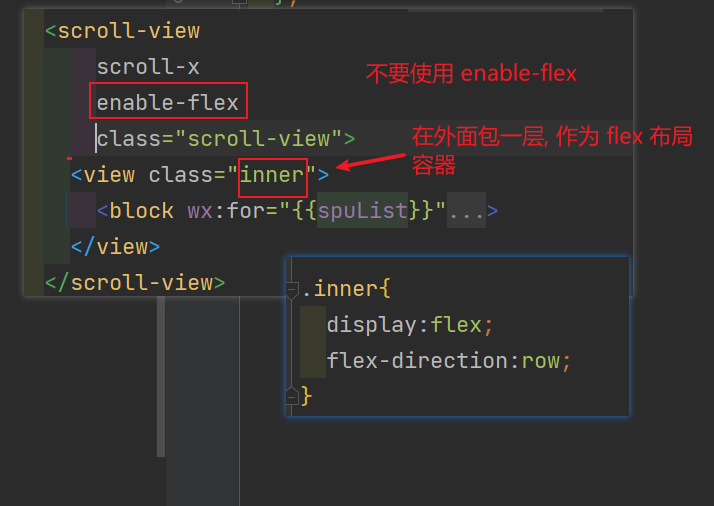 <scroll-view
scroll-x
enable-flex
不要使用 enable-flex
class="scroll-view">
在外面包一层, 作为 flex 布局
容器
<view class="inner">
<block wx:for="{{spuList}}"...>
</view>
</scroll-view>
.inner{
display:flex;
flex-direction:row;
}